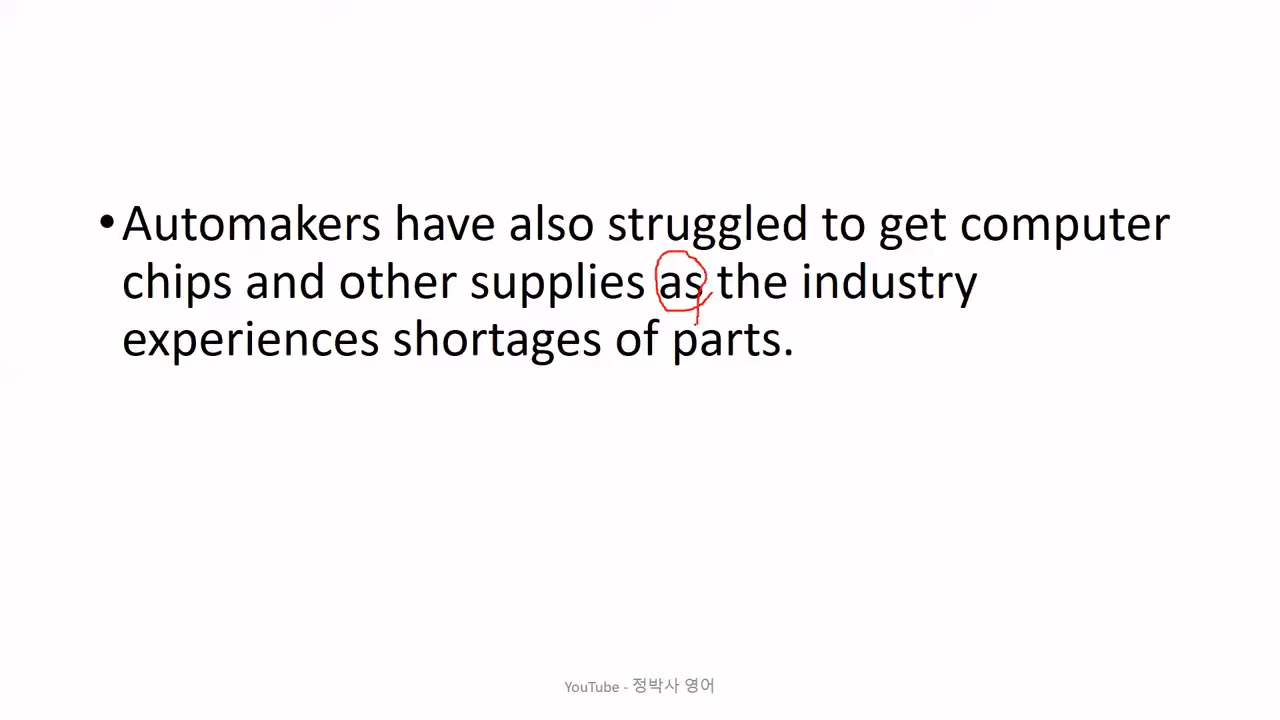 •Automakers have also struggled to get computer
chips and other supplies as the industry
experiences shortages of parts.
YouTube - 정박사 영어